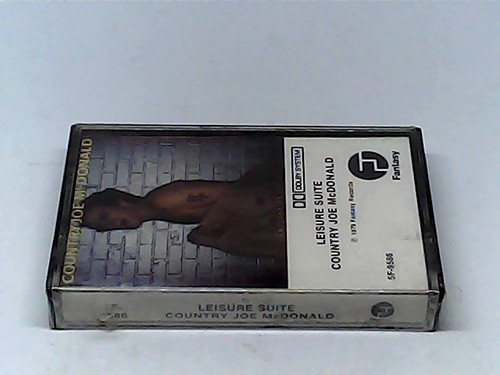 COUNTRY JOE McDONALD
DOLBY SYSTEM
LEISURE SUITE
COUNTRY JOE McDONALD
℗ 1979 Fantasy Records
Fantasy
5F-9586
LEISURE SUITE
COUNTRY JOE McDONALD